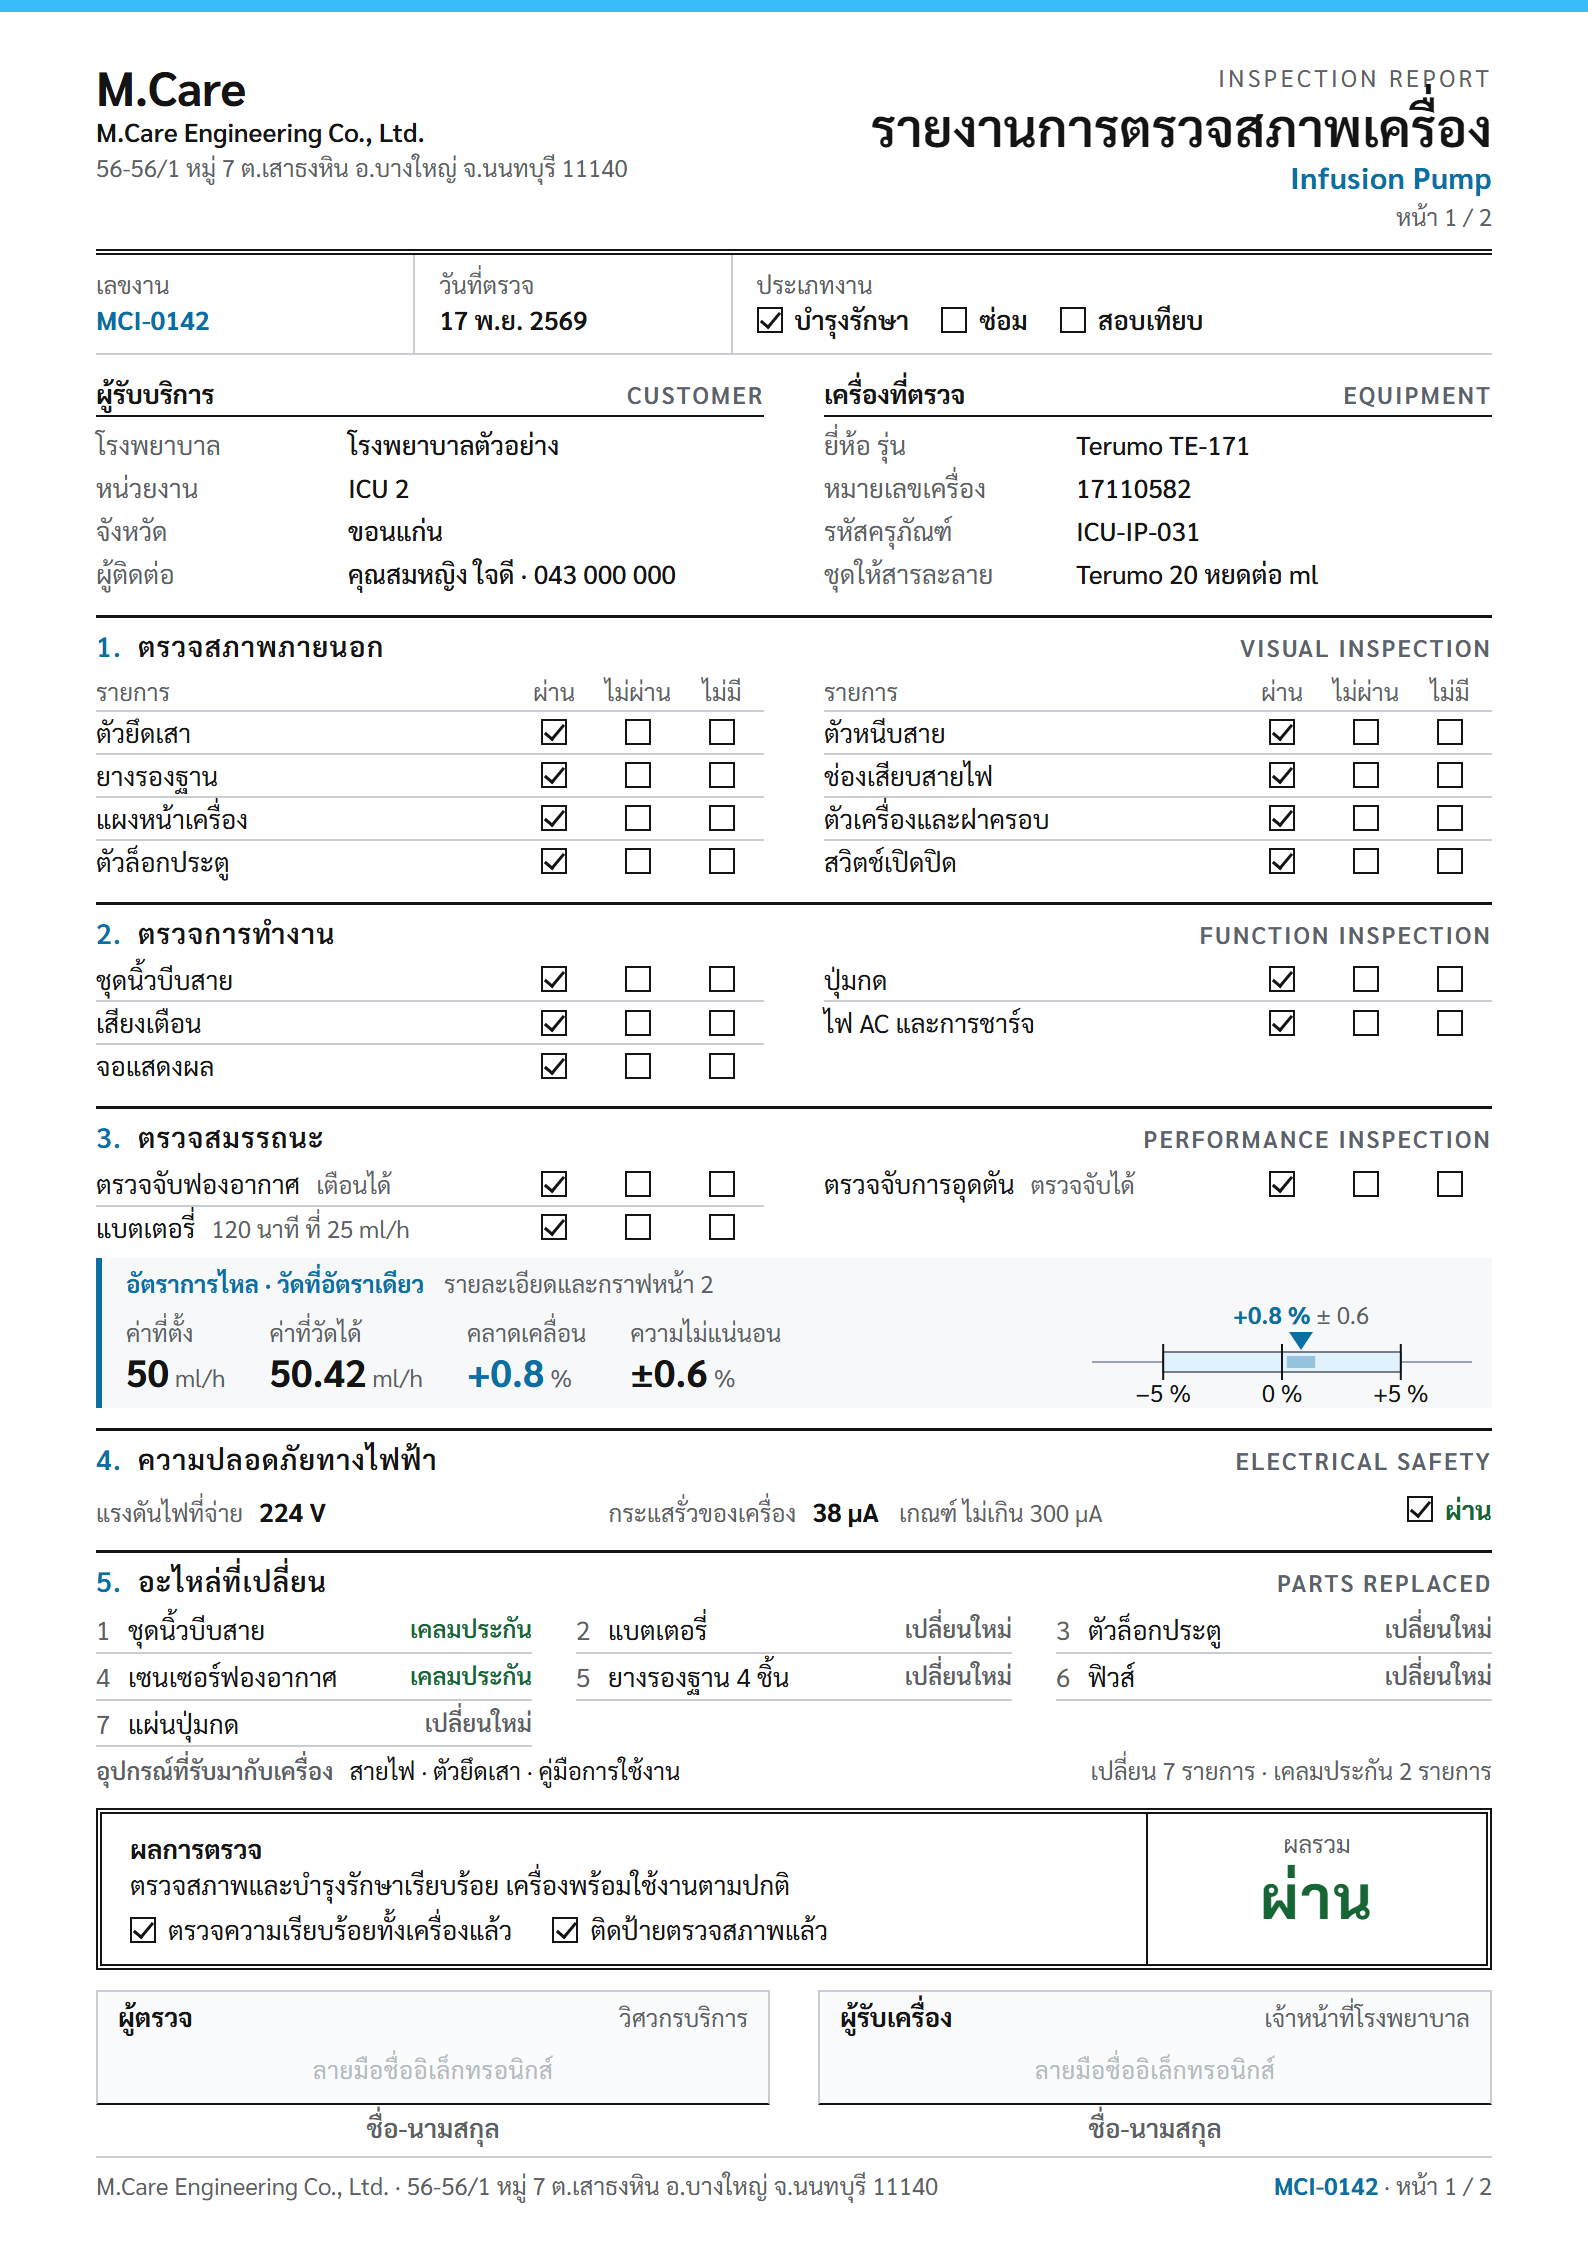 M.Care
M.Care Engineering Co., Ltd.
56-56/1 หมู่ 7 ต.เสาธงหิน อ.บางใหญ่ จ.นนทบุรี 11140
INSPECTION REPORT
รายงานการตรวจสภาพเครื่อง
Infusion Pump
หน้า 1 / 2
เลขงาน
MCI-0142
วันที่ตรวจ
17 พ.ย. 2569
ประเภทงาน
บำรุงรักษา ซ่อม สอบเทียบ
ผู้รับบริการ CUSTOMER
โรงพยาบาล โรงพยาบาลตัวอย่าง
หน่วยงาน ICU 2
จังหวัด ขอนแก่น
ผู้ติดต่อ คุณสมหญิง ใจดี · 043 000 000
เครื่องที่ตรวจ EQUIPMENT
ยี่ห้อ รุ่น Terumo TE-171
หมายเลขเครื่อง 17110582
รหัสครุภัณฑ์ ICU-IP-031
ชุดให้สารละลาย Terumo 20 หยดต่อ ml
1. ตรวจสภาพภายนอก VISUAL INSPECTION
รายการ ผ่าน ไม่ผ่าน ไม่มี
ตัวยึดเสา
ยางรองฐาน
แผงหน้าเครื่อง
ตัวล็อกประตู
รายการ ผ่าน ไม่ผ่าน ไม่มี
ตัวหนีบสาย
ช่องเสียบสายไฟ
ตัวเครื่องและฝาครอบ
สวิตช์เปิดปิด
2. ตรวจการทำงาน FUNCTION INSPECTION
ชุดนิ้วบีบสาย
เสียงเตือน
จอแสดงผล
ปุ่มกด
ไฟ AC และการชาร์จ
3. ตรวจสมรรถนะ PERFORMANCE INSPECTION
ตรวจจับฟองอากาศ เตือนได้
แบตเตอรี่ 120 นาที ที่ 25 ml/h
ตรวจจับการอุดตัน ตรวจจับได้
อัตราการไหล · วัดที่อัตราเดียว รายละเอียดและกราฟหน้า 2
ค่าที่ตั้ง ค่าที่วัดได้ คลาดเคลื่อน ความไม่แน่นอน
50 ml/h 50.42 ml/h +0.8 % ±0.6 %
+0.8 % ± 0.6
−5 % 0 % +5 %
4. ความปลอดภัยทางไฟฟ้า ELECTRICAL SAFETY
แรงดันไฟที่จ่าย 224 V กระแสรั่วของเครื่อง 38 µA เกณฑ์ ไม่เกิน 300 µA ผ่าน
5. อะไหล่ที่เปลี่ยน PARTS REPLACED
1 ชุดนิ้วบีบสาย เคลมประกัน 2 แบตเตอรี่ เปลี่ยนใหม่ 3 ตัวล็อกประตู เปลี่ยนใหม่
4 เซนเซอร์ฟองอากาศ เคลมประกัน 5 ยางรองฐาน 4 ชิ้น เปลี่ยนใหม่ 6 ฟิวส์ เปลี่ยนใหม่
7 แผ่นปุ่มกด เปลี่ยนใหม่
อุปกรณ์ที่รับมากับเครื่อง สายไฟ · ตัวยึดเสา · คู่มือการใช้งาน เปลี่ยน 7 รายการ · เคลมประกัน 2 รายการ
ผลการตรวจ
ตรวจสภาพและบำรุงรักษาเรียบร้อย เครื่องพร้อมใช้งานตามปกติ
ตรวจความเรียบร้อยทั้งเครื่องแล้ว ติดป้ายตรวจสภาพแล้ว
ผลรวม
ผ่าน
ผู้ตรวจ วิศวกรบริการ
ลายมือชื่ออิเล็กทรอนิกส์
ชื่อ-นามสกุล
ผู้รับเครื่อง เจ้าหน้าที่โรงพยาบาล
ลายมือชื่ออิเล็กทรอนิกส์
ชื่อ-นามสกุล
M.Care Engineering Co., Ltd. · 56-56/1 หมู่ 7 ต.เสาธงหิน อ.บางใหญ่ จ.นนทบุรี 11140 MCI-0142 · หน้า 1 / 2